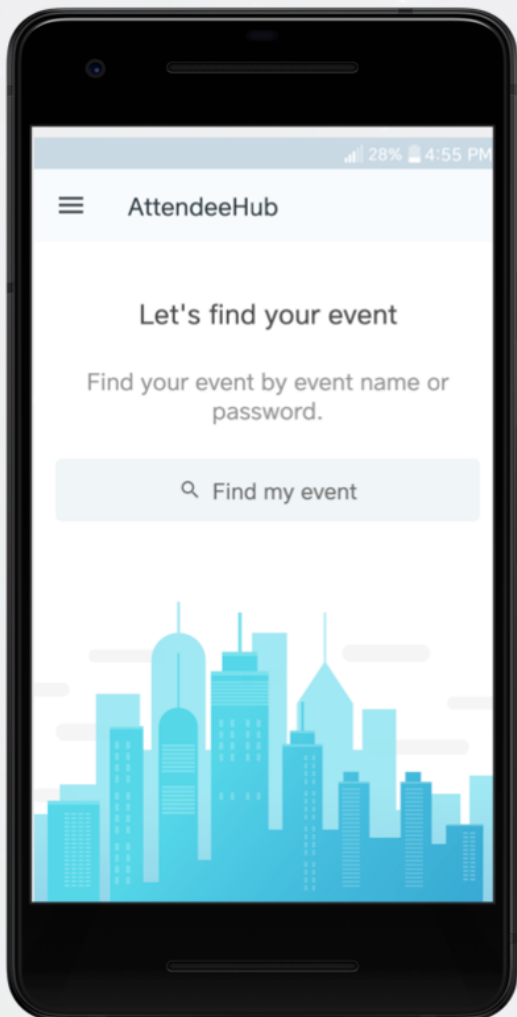 28% 4:55 PM
AttendeeHub
Let's find your event
Find your event by event name or
password.
Find my event